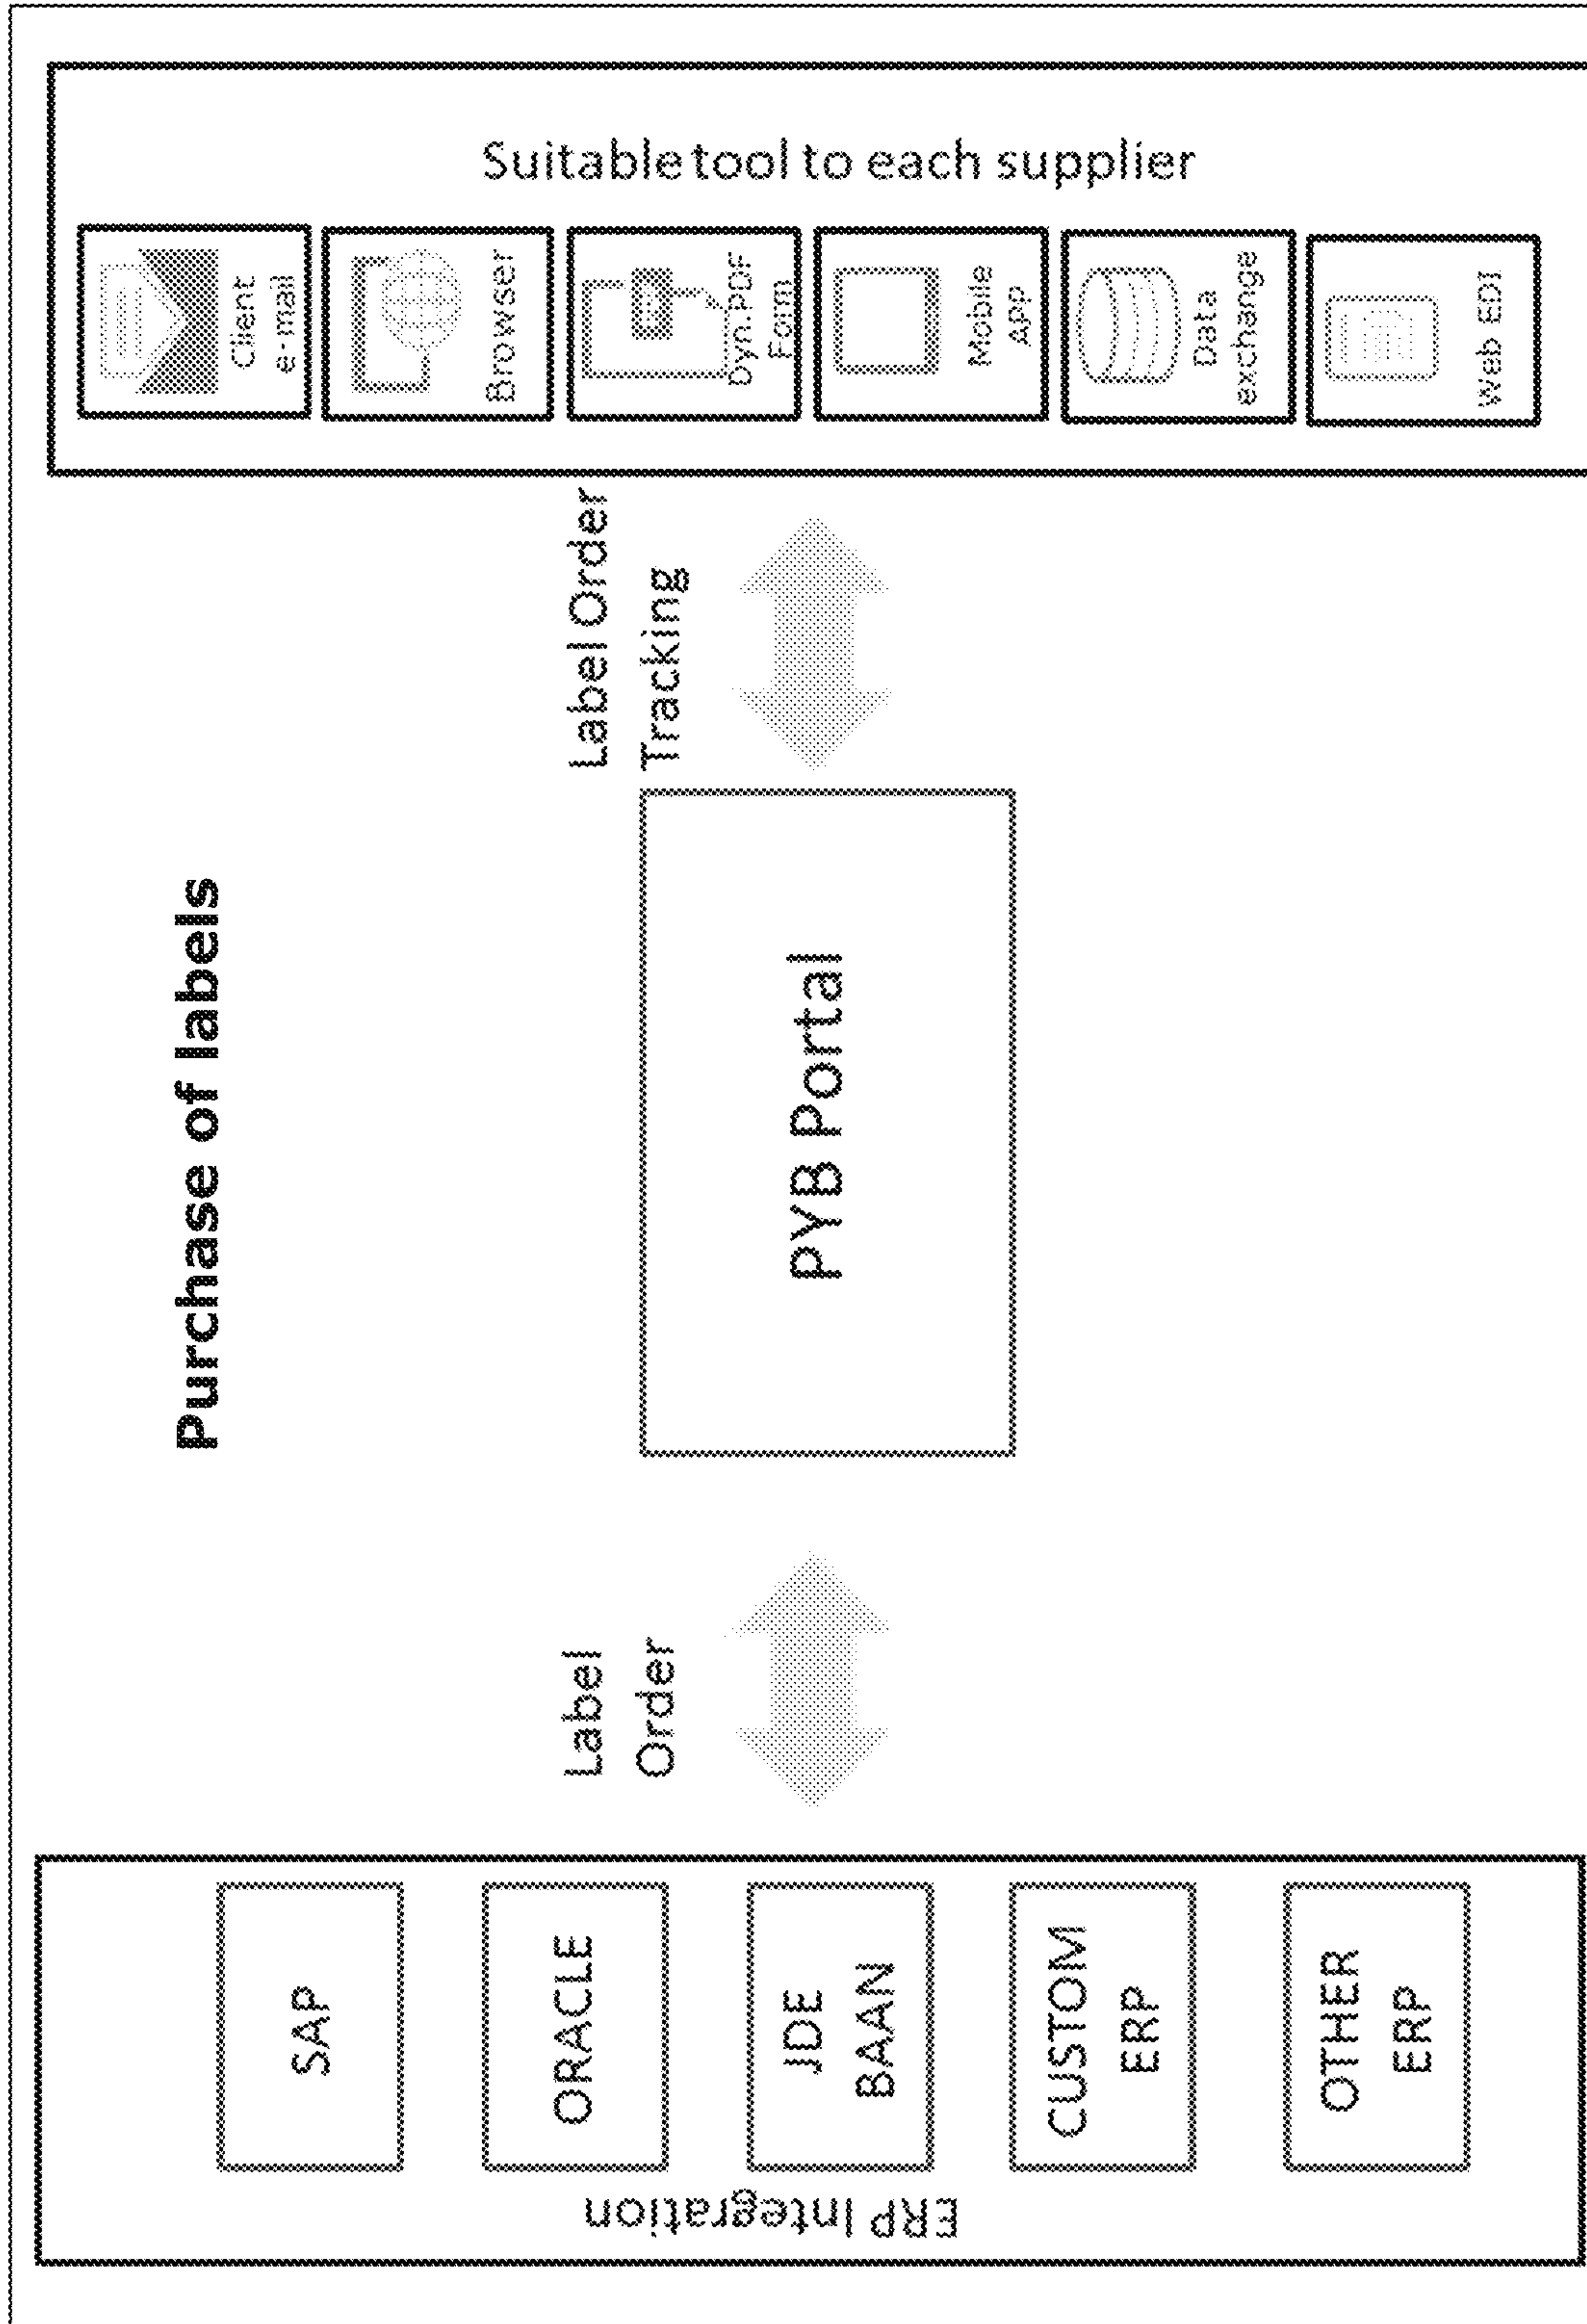 Purchase of labels
ERP Integration
SAP
ORACLE
JDE
BAAN
CUSTOM
ERP
OTHER
ERP
Label
Order
PYB Portal
Label Order
Tracking
Client
e-mail
Browser
Dyn.PDF
Form
Mobile
APP
Data
exchange
Web EDI
Suitable tool to each supplier